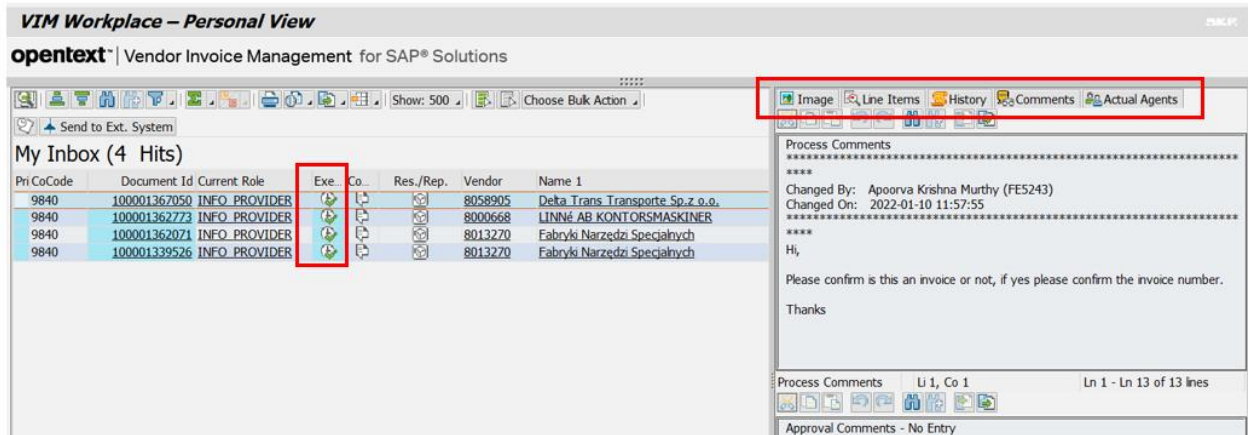 VIM Workplace – Personal View
opentext™ | Vendor Invoice Management for SAP® Solutions
Show: 500 Choose Bulk Action
Send to Ext. System
My Inbox (4 Hits)
Pri CoCode Document Id Current Role Exe... Co... Res./Rep. Vendor Name 1
9840 100001367050 INFO_PROVIDER 8058905 Delta Trans Transporte Sp.z o.o.
9840 100001362773 INFO_PROVIDER 8000668 LINNé AB KONTORSMASKINER
9840 100001362071 INFO_PROVIDER 8013270 Fabryki Narzędzi Specjalnych
9840 100001339526 INFO_PROVIDER 8013270 Fabryki Narzędzi Specjalnych
Image Line Items History Comments Actual Agents
Process Comments
********************************************************************
****
Changed By: Apoorva Krishna Murthy (FE5243)
Changed On: 2022-01-10 11:57:55
********************************************************************
****
Hi,
Please confirm is this an invoice or not, if yes please confirm the invoice number.
Thanks
Process Comments Li 1, Co 1 Ln 1 - Ln 13 of 13 lines
Approval Comments - No Entry